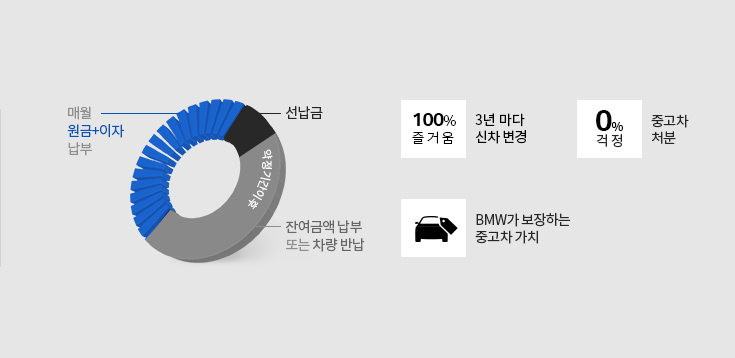 매월
원금+이자
납부
선납금
약정기간이후
잔여금액 납부
또는 차량 반납
100%
즐거움
3년 마다
신차 변경
0%
걱정
중고차
처분
BMW가 보장하는
중고차 가치